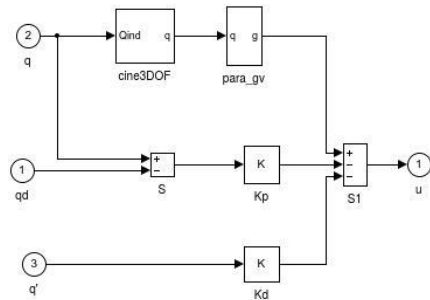 2
q
Qind q
cine3DOF
q g
para_gv
1
qd
+
−
S
K
Kp
+
−
−
S1
1
u
3
q'
K
Kd